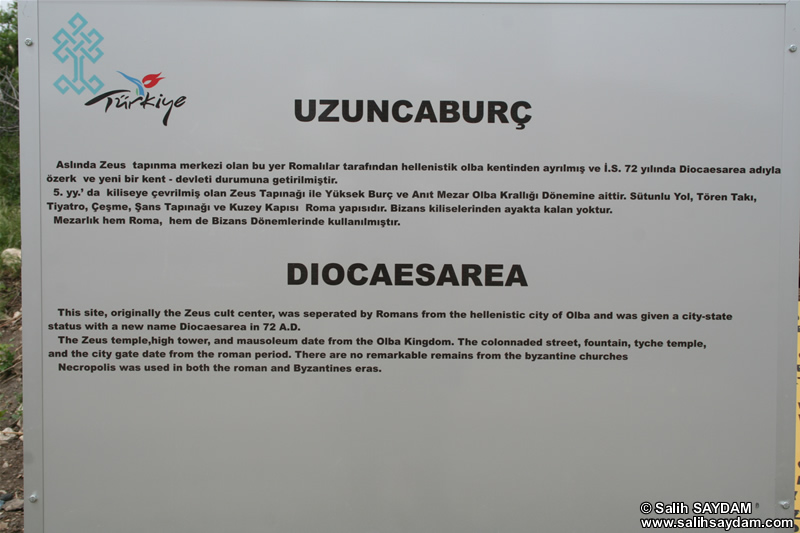 Türkiye
UZUNCABURÇ
Aslında Zeus tapınma merkezi olan bu yer Romalılar tarafından hellenistik olba kentinden ayrılmış ve İ.S. 72 yılında Diocaesarea adıyla
özerk ve yeni bir kent - devleti durumuna getirilmiştir.
5. yy.' da kiliseye çevrilmiş olan Zeus Tapınağı ile Yüksek Burç ve Anıt Mezar Olba Krallığı Dönemine aittir. Sütunlu Yol, Tören Takı,
Tiyatro, Çeşme, Şans Tapınağı ve Kuzey Kapısı Roma yapısıdır. Bizans kiliselerinden ayakta kalan yoktur.
Mezarlık hem Roma, hem de Bizans Dönemlerinde kullanılmıştır.
DIOCAESAREA
This site, originally the Zeus cult center, was seperated by Romans from the hellenistic city of Olba and was given a city-state
status with a new name Diocaesarea in 72 A.D.
The Zeus temple,high tower, and mausoleum date from the Olba Kingdom. The colonnaded street, fountain, tyche temple,
and the city gate date from the roman period. There are no remarkable remains from the byzantine churches
Necropolis was used in both the roman and Byzantines eras.
© Salih SAYDAM
www.salihsaydam.com